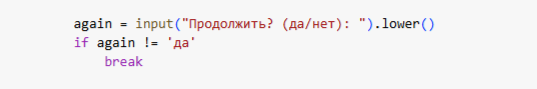 again = input("Продолжить? (да/нет): ").lower()
if again != 'да'
    break